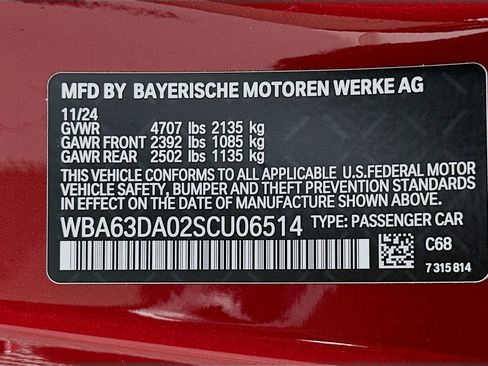 MFD BY BAYERISCHE MOTOREN WERKE AG
11/24
GVWR 4707 lbs 2135 kg
GAWR FRONT 2392 lbs 1085 kg
GAWR REAR 2502 lbs 1135 kg
THIS VEHICLE CONFORMS TO ALL APPLICABLE U.S.FEDERAL MOTOR
VEHICLE SAFETY, BUMPER AND THEFT PREVENTION STANDARDS
IN EFFECT ON THE DATE OF MANUFACTURE SHOWN ABOVE.
WBA63DA02SCU06514 TYPE: PASSENGER CAR
C68
7 315 814